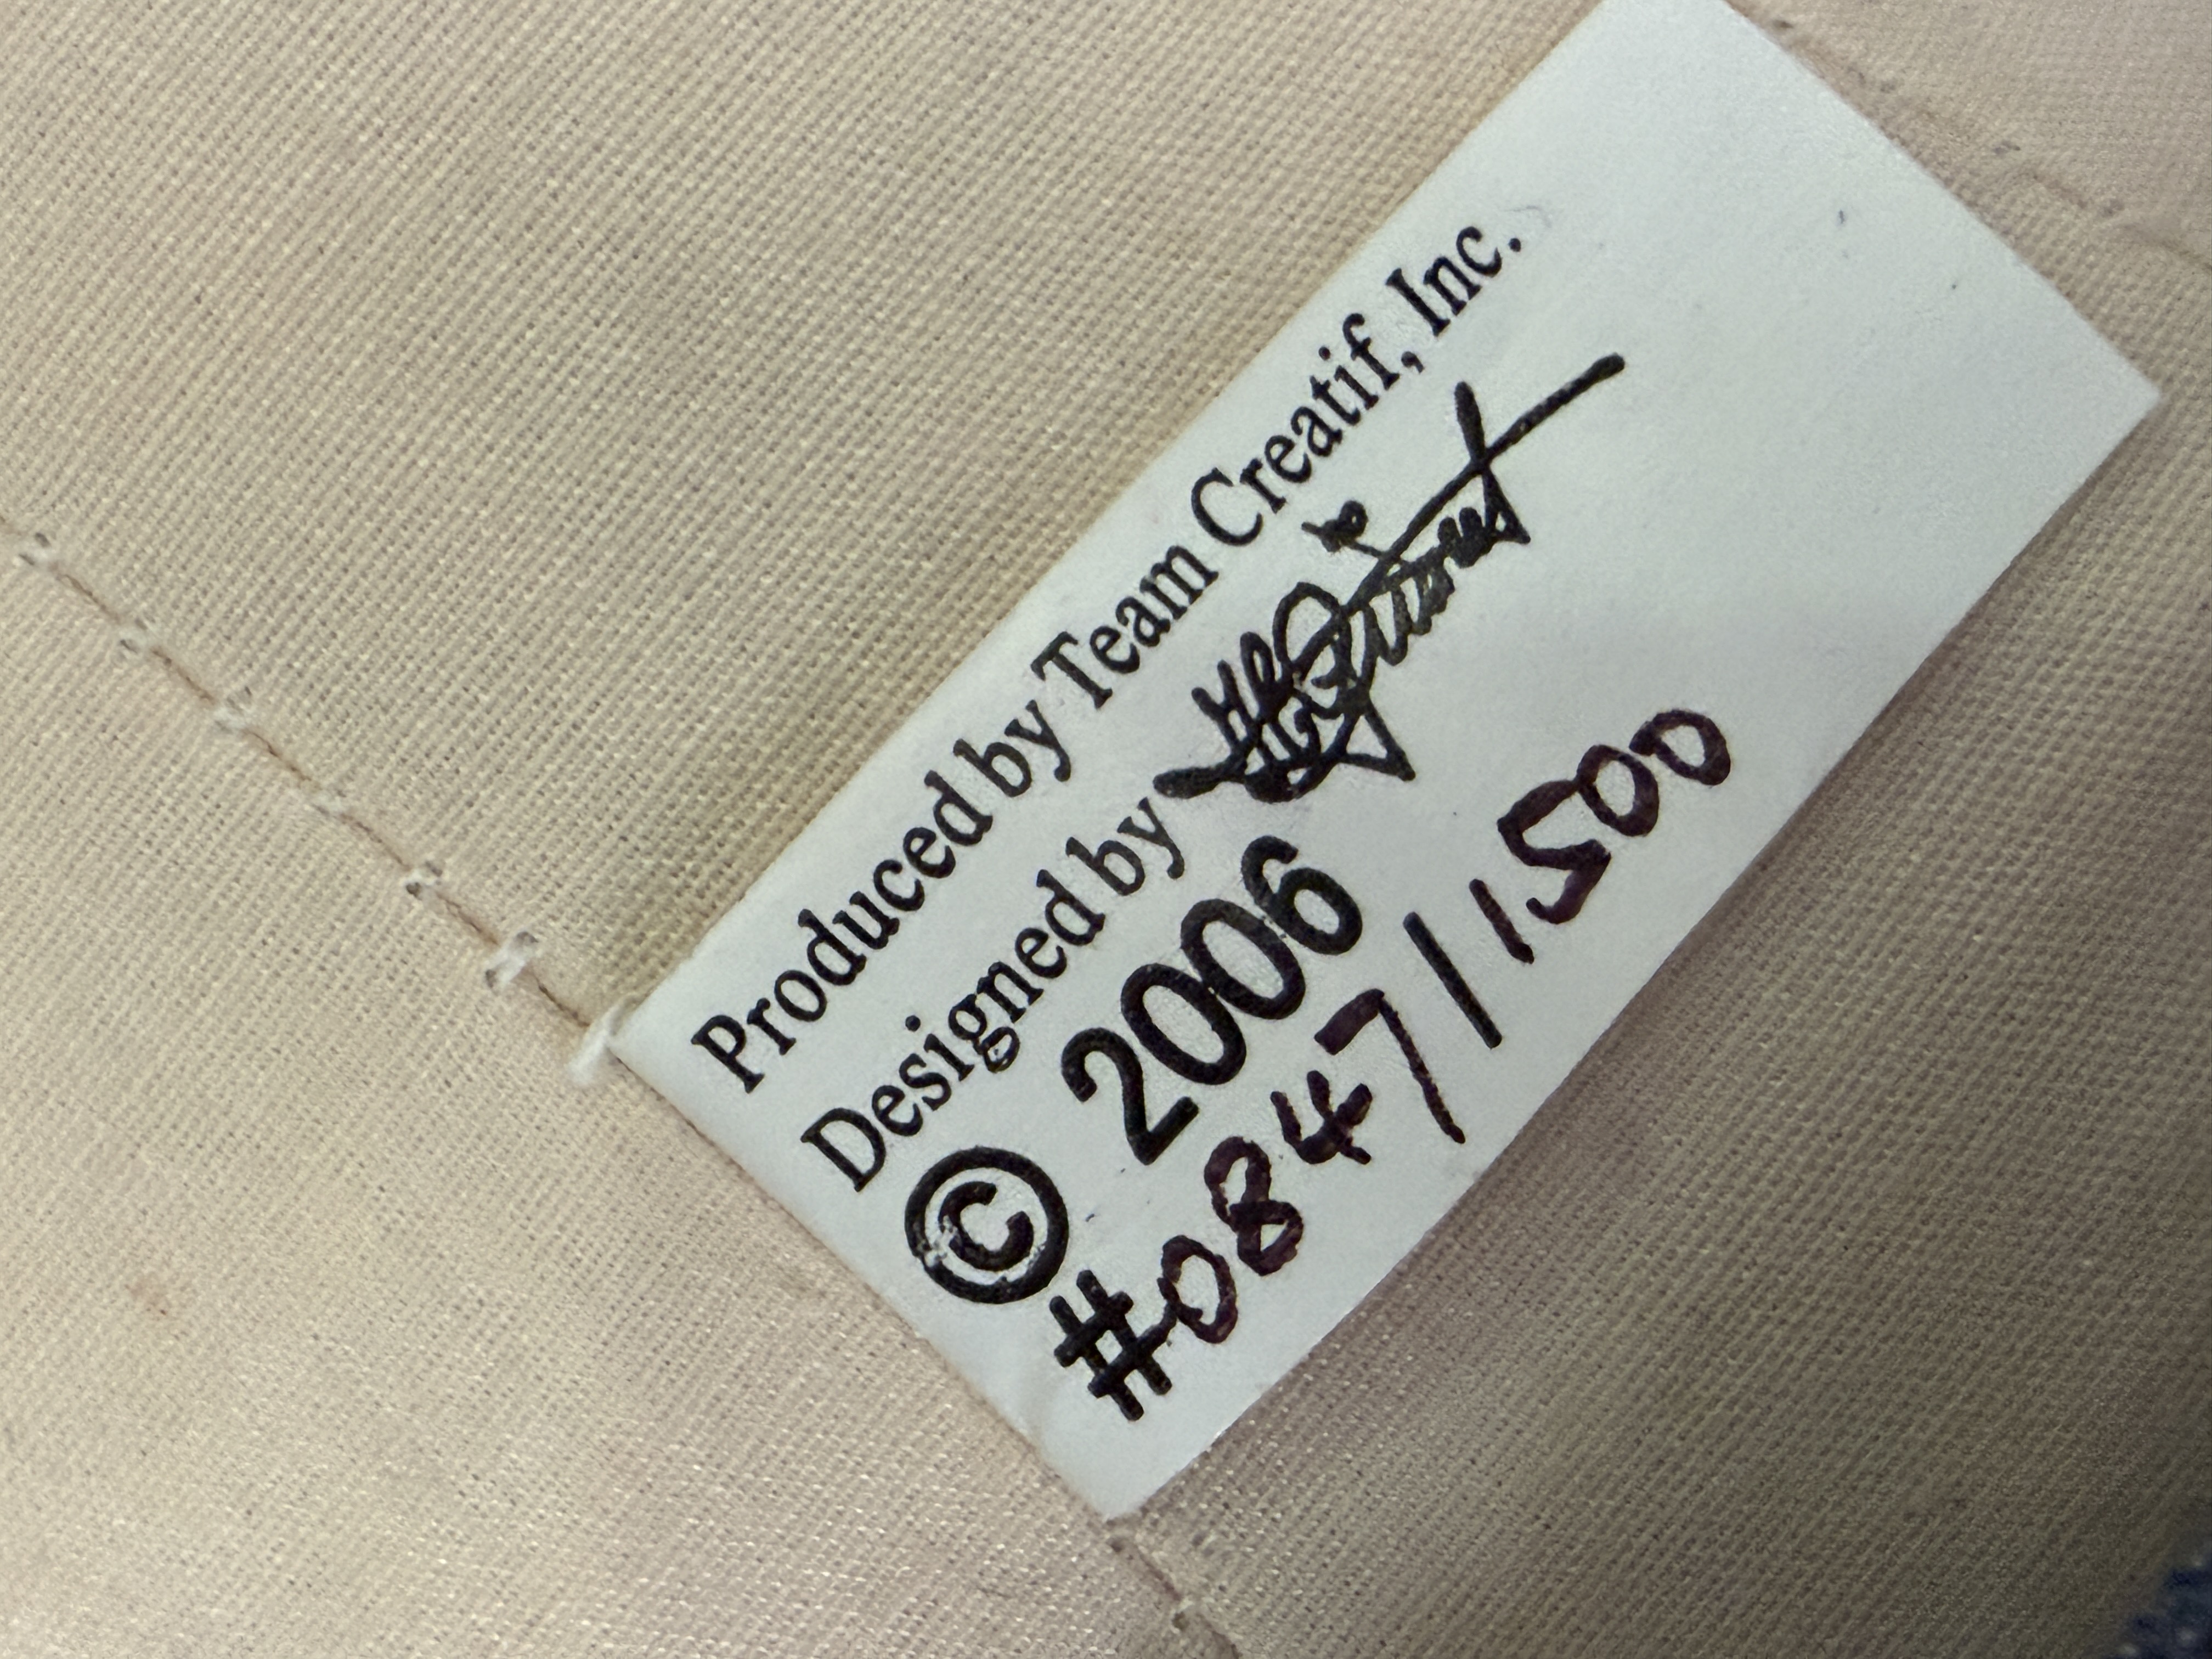 Produced by Team Creatif, Inc.
Designed by
© 2006
#0847/1500